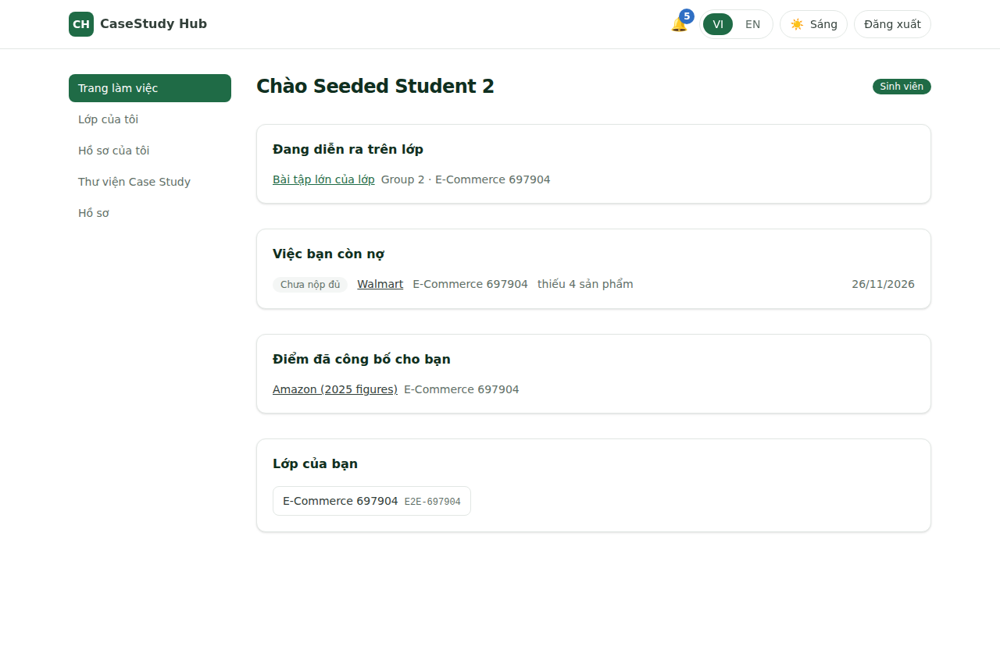 CH CaseStudy Hub
5
VI EN Sáng Đăng xuất
Trang làm việc
Lớp của tôi
Hồ sơ của tôi
Thư viện Case Study
Hồ sơ
Chào Seeded Student 2
Sinh viên
Đang diễn ra trên lớp
Bài tập lớn của lớp Group 2 · E-Commerce 697904
Việc bạn còn nợ
Chưa nộp đủ Walmart E-Commerce 697904 thiếu 4 sản phẩm 26/11/2026
Điểm đã công bố cho bạn
Amazon (2025 figures) E-Commerce 697904
Lớp của bạn
E-Commerce 697904 E2E-697904